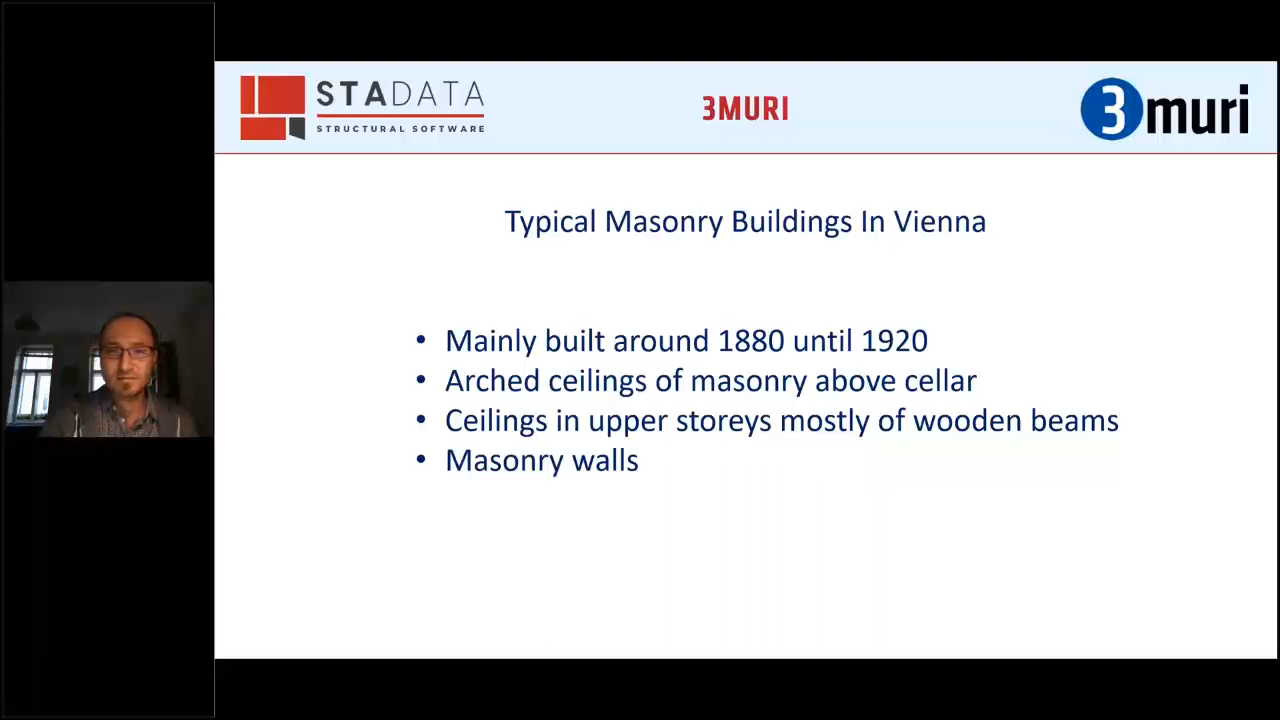 STADATA
STRUCTURAL SOFTWARE
3MURI
3muri
Typical Masonry Buildings In Vienna
• Mainly built around 1880 until 1920
• Arched ceilings of masonry above cellar
• Ceilings in upper storeys mostly of wooden beams
• Masonry walls